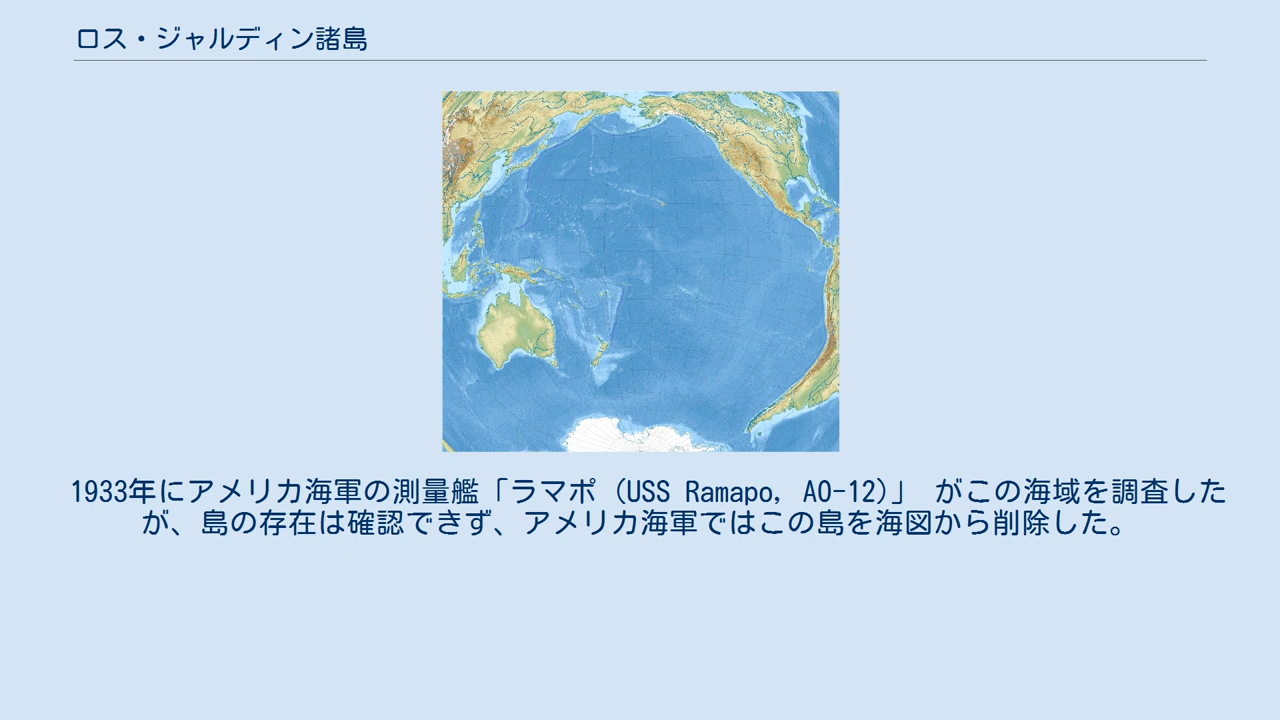 ロス・ジャルディン諸島
1933年にアメリカ海軍の測量艦「ラマポ (USS Ramapo, AO-12)」 がこの海域を調査した
が、島の存在は確認できず、アメリカ海軍ではこの島を海図から削除した。